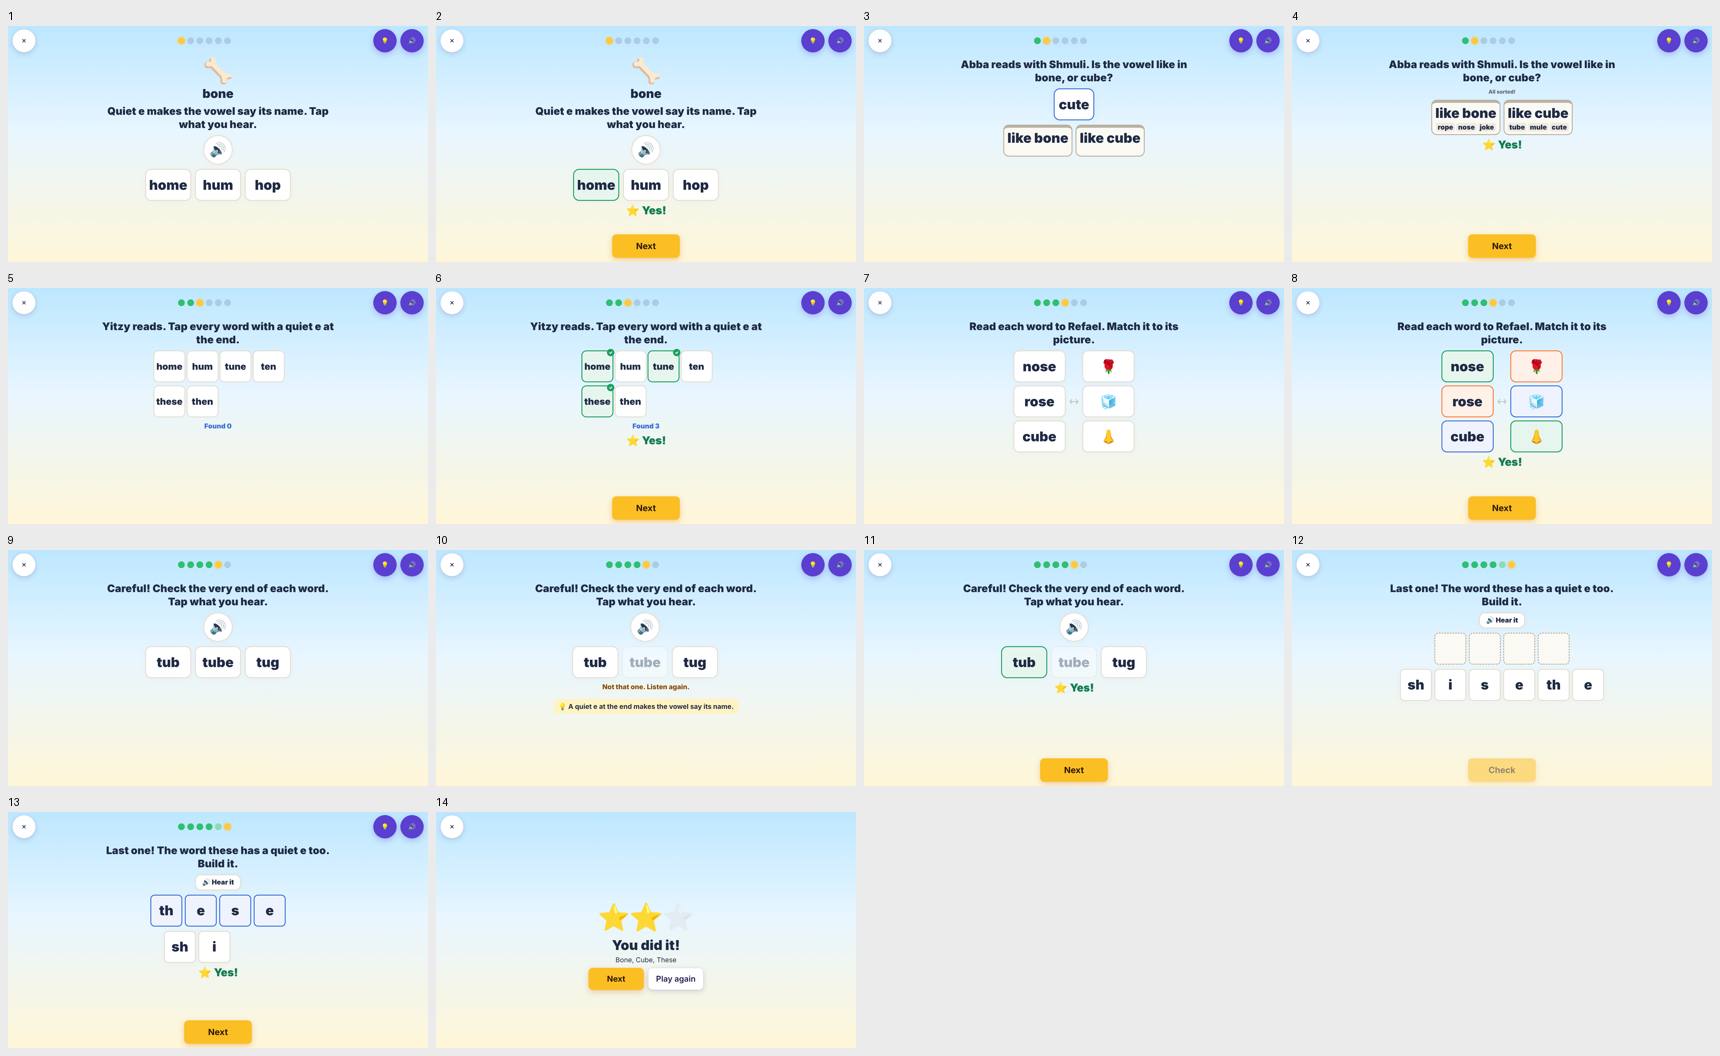 1
×
bone
Quiet e makes the vowel say its name. Tap
what you hear.
home hum hop
2
×
bone
Quiet e makes the vowel say its name. Tap
what you hear.
home hum hop
Yes!
Next
3
×
Abba reads with Shmuli. Is the vowel like in
bone, or cube?
cute
like bone like cube
4
×
Abba reads with Shmuli. Is the vowel like in
bone, or cube?
All sorted!
like bone like cube
rope nose joke tube mule cute
Yes!
Next
5
×
Yitzy reads. Tap every word with a quiet e at
the end.
home hum tune ten
these then
Found 0
6
×
Yitzy reads. Tap every word with a quiet e at
the end.
home hum tune ten
these then
Found 3
Yes!
Next
7
×
Read each word to Refael. Match it to its
picture.
nose
rose ↔
cube
8
×
Read each word to Refael. Match it to its
picture.
nose
rose ↔
cube
Yes!
Next
9
×
Careful! Check the very end of each word.
Tap what you hear.
tub tube tug
10
×
Careful! Check the very end of each word.
Tap what you hear.
tub tube tug
Not that one. Listen again.
A quiet e at the end makes the vowel say its name.
11
×
Careful! Check the very end of each word.
Tap what you hear.
tub tube tug
Yes!
Next
12
×
Last one! The word these has a quiet e too.
Build it.
Hear it
sh i s e th e
Check
13
×
Last one! The word these has a quiet e too.
Build it.
Hear it
th e s e
sh i
Yes!
Next
14
×
You did it!
Bone, Cube, These
Next Play again